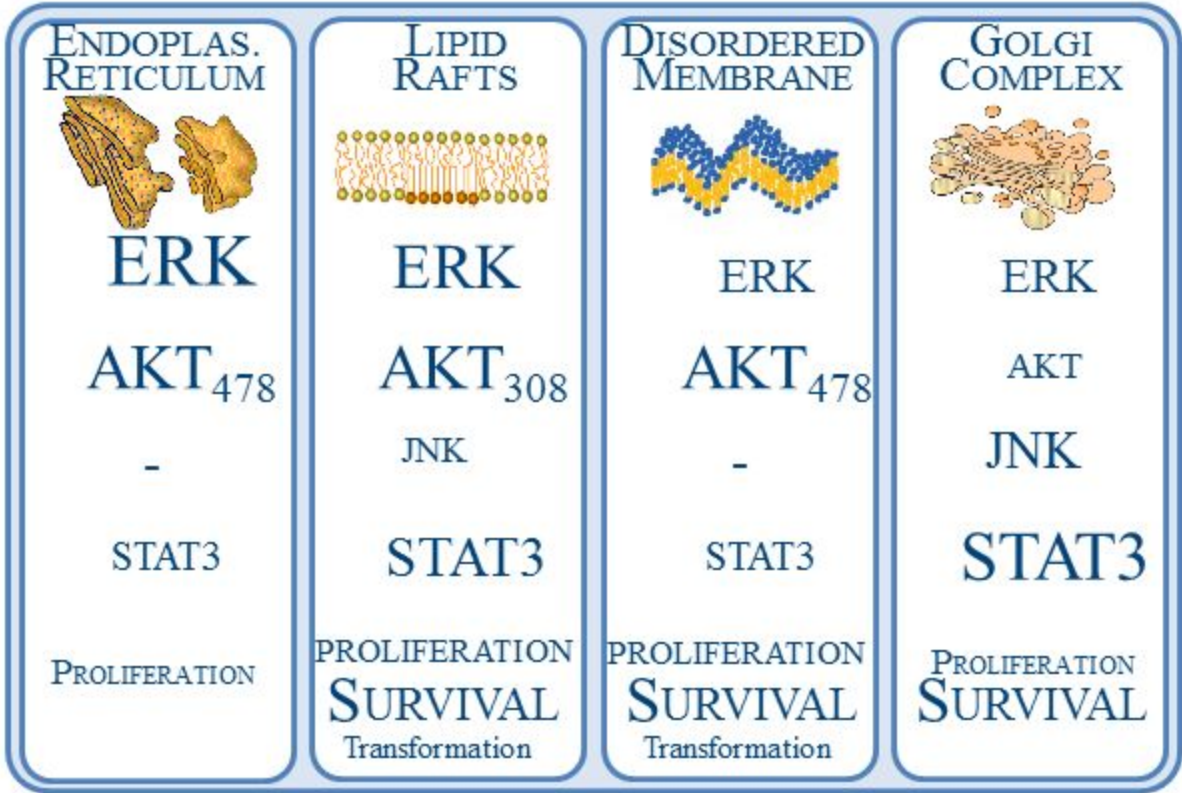 ENDOPLAS.
RETICULUM
ERK
AKT478
-
STAT3
PROLIFERATION
LIPID
RAFTS
ERK
AKT308
JNK
STAT3
PROLIFERATION
SURVIVAL
Transformation
DISORDERED
MEMBRANE
ERK
AKT478
-
STAT3
PROLIFERATION
SURVIVAL
Transformation
GOLGI
COMPLEX
ERK
AKT
JNK
STAT3
PROLIFERATION
SURVIVAL